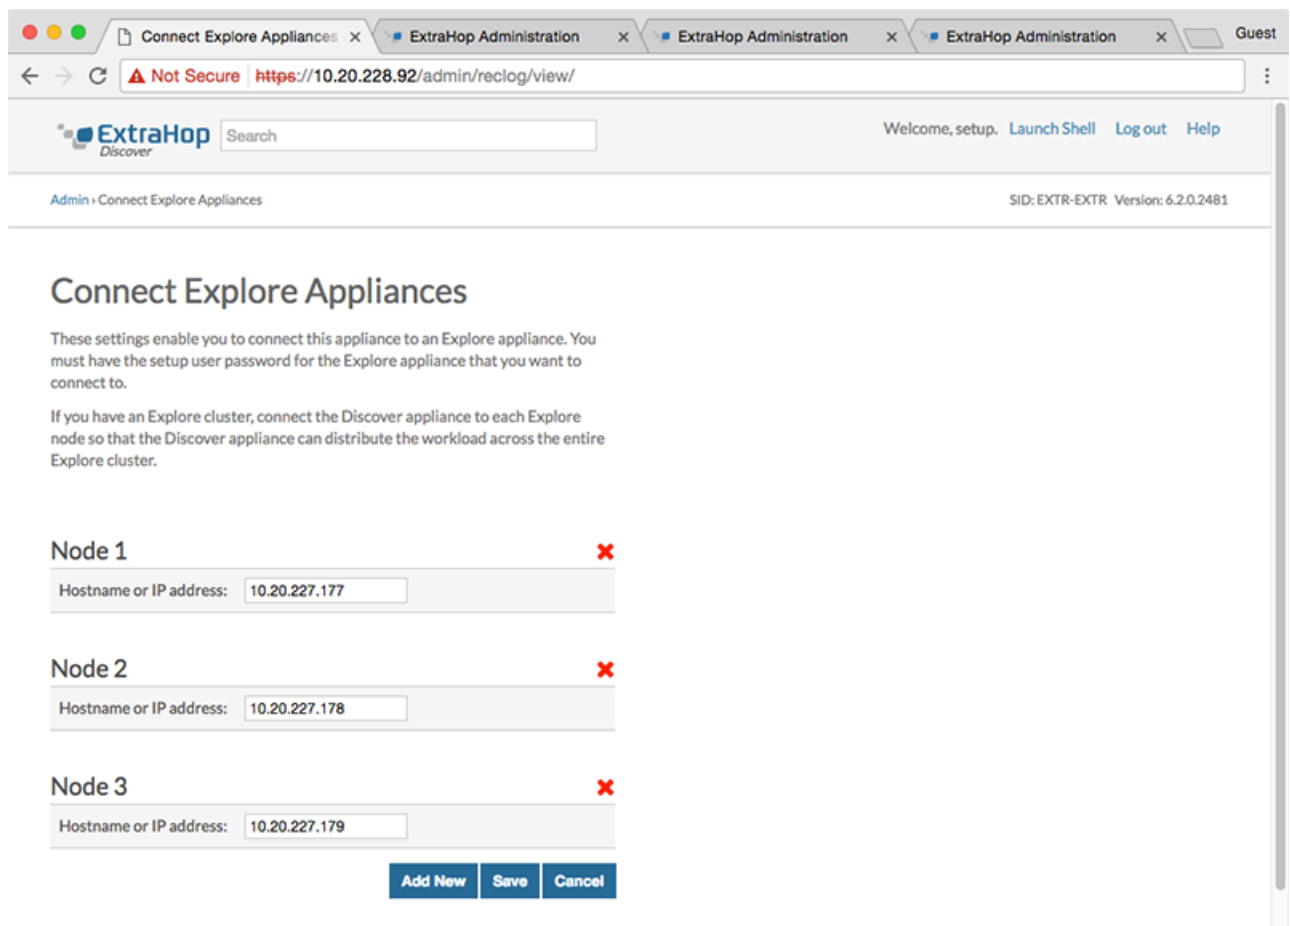 Connect Explore Appliances × ExtraHop Administration × ExtraHop Administration × ExtraHop Administration × Guest
Not Secure https://10.20.228.92/admin/reclog/view/
ExtraHop Discover Search Welcome, setup. Launch Shell Log out Help
Admin › Connect Explore Appliances SID: EXTR-EXTR Version: 6.2.0.2481
Connect Explore Appliances
These settings enable you to connect this appliance to an Explore appliance. You
must have the setup user password for the Explore appliance that you want to
connect to.
If you have an Explore cluster, connect the Discover appliance to each Explore
node so that the Discover appliance can distribute the workload across the entire
Explore cluster.
Node 1
Hostname or IP address: 10.20.227.177
Node 2
Hostname or IP address: 10.20.227.178
Node 3
Hostname or IP address: 10.20.227.179
Add New Save Cancel